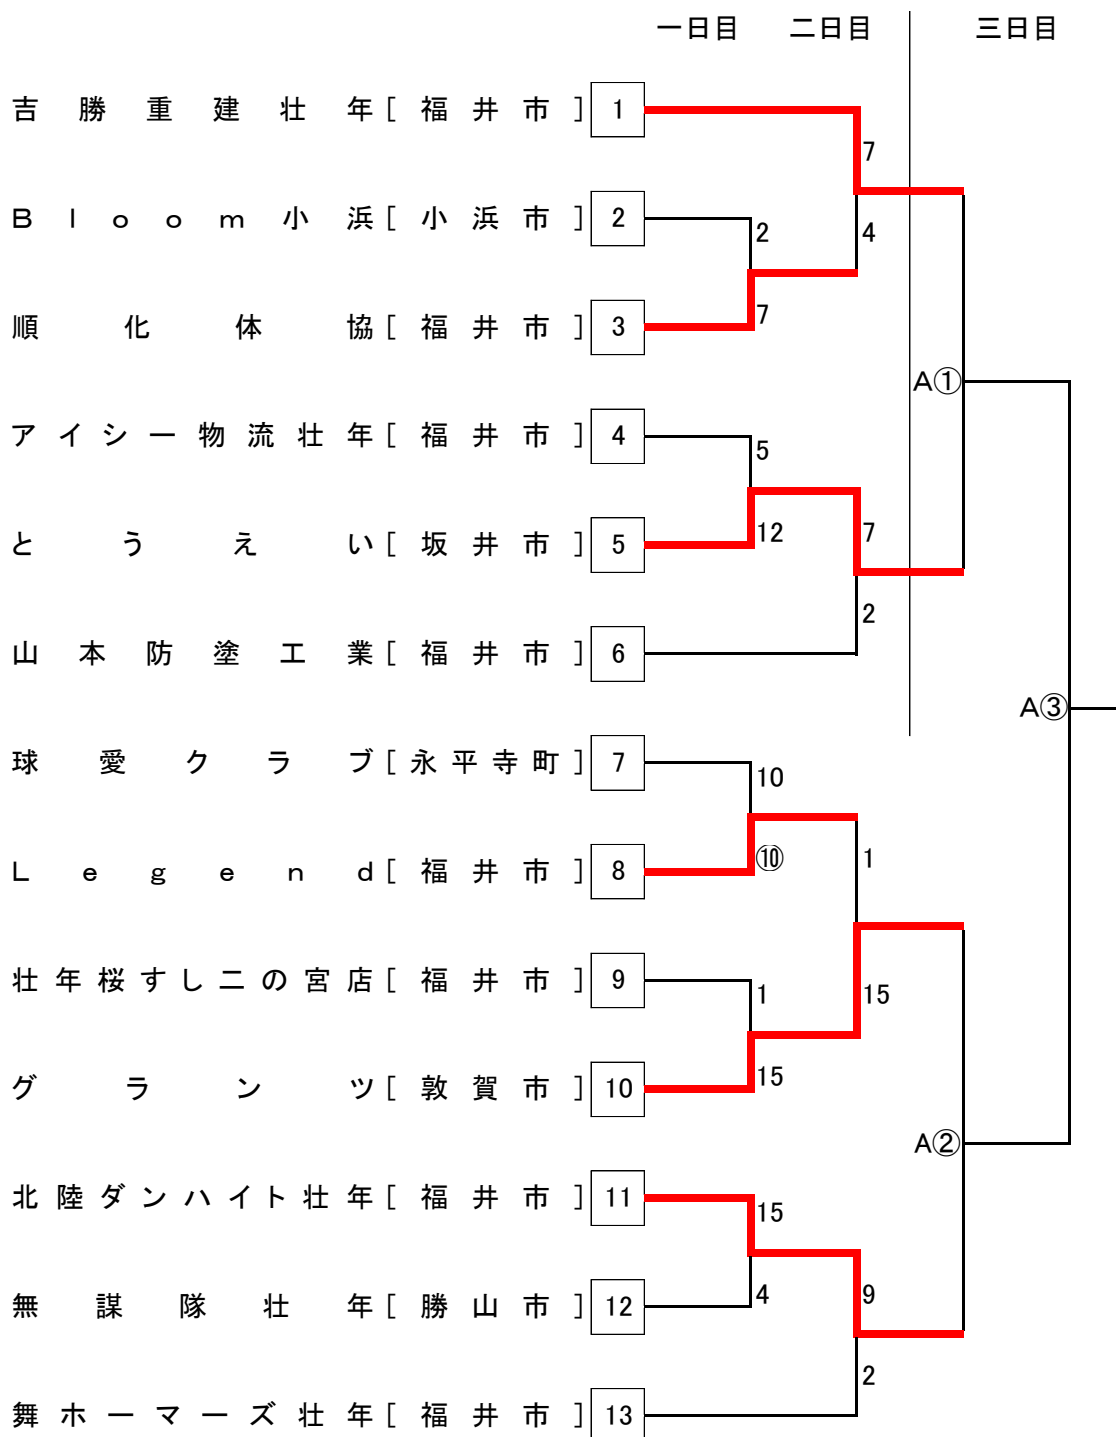 一日目 二日目 三日目
吉勝重建壮年[福井市] 1
7
Bloom小浜[小浜市] 2
2
4
順化体協[福井市] 3
7
A①
アイシー物流壮年[福井市] 4
5
とうえい[坂井市] 5
12
7
2
山本防塗工業[福井市] 6
A③
球愛クラブ[永平寺町] 7
10
Legend[福井市] 8
⑩
1
壮年桜すし二の宮店[福井市] 9
1
15
グランツ[敦賀市] 10
15
A②
北陸ダンハイト壮年[福井市] 11
15
無謀隊壮年[勝山市] 12
4
9
2
舞ホーマーズ壮年[福井市] 13